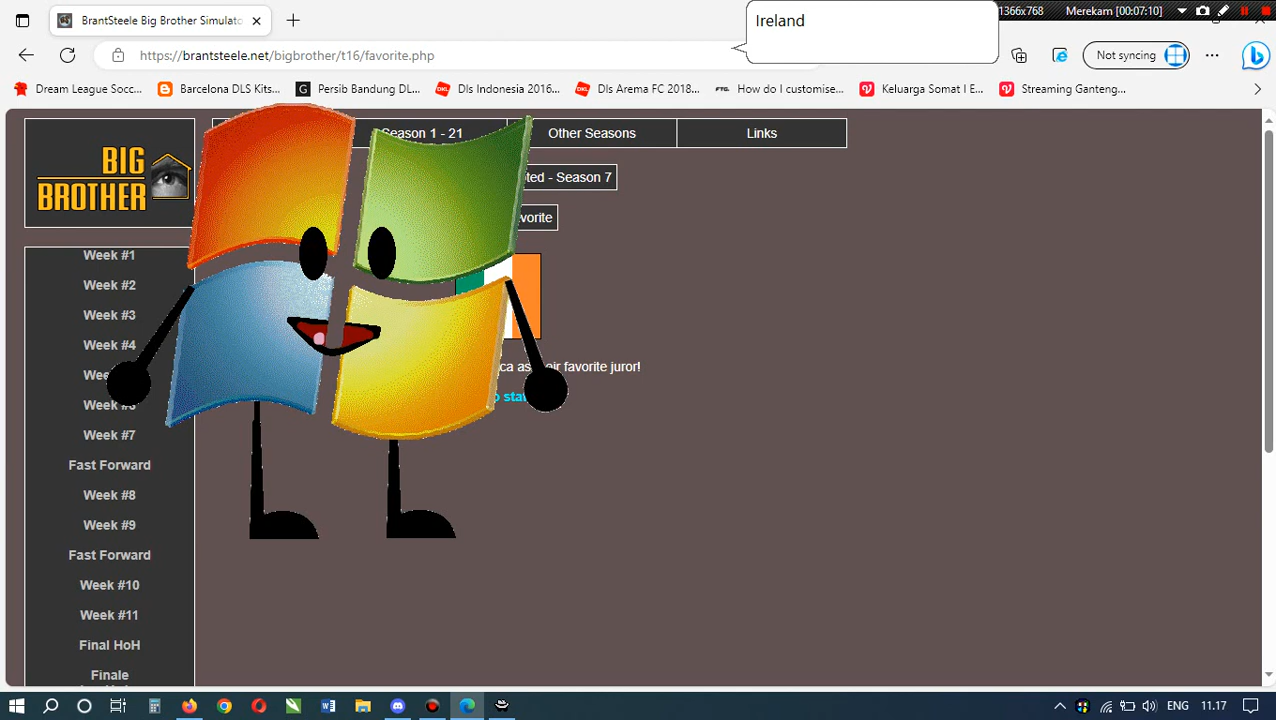 BrantSteele Big Brother Simulato
1366x768
Merekam [00:07:10]
Ireland
https://brantsteele.net/bigbrother/t16/favorite.php
Not syncing
Dream League Socc...
Barcelona DLS Kits...
Persib Bandung DL...
Dls Indonesia 2016...
Dls Arema FC 2018...
How do I customise...
Keluarga Somat I E...
Streaming Ganteng...
BIG
BROTHER
Season 1 - 21
Other Seasons
Links
- Season 7
favorite juror!
Week #1
Week #2
Week #3
Week #4
Week #7
Fast Forward
Week #8
Week #9
Fast Forward
Week #10
Week #11
Final HoH
Finale
ENG
11.17